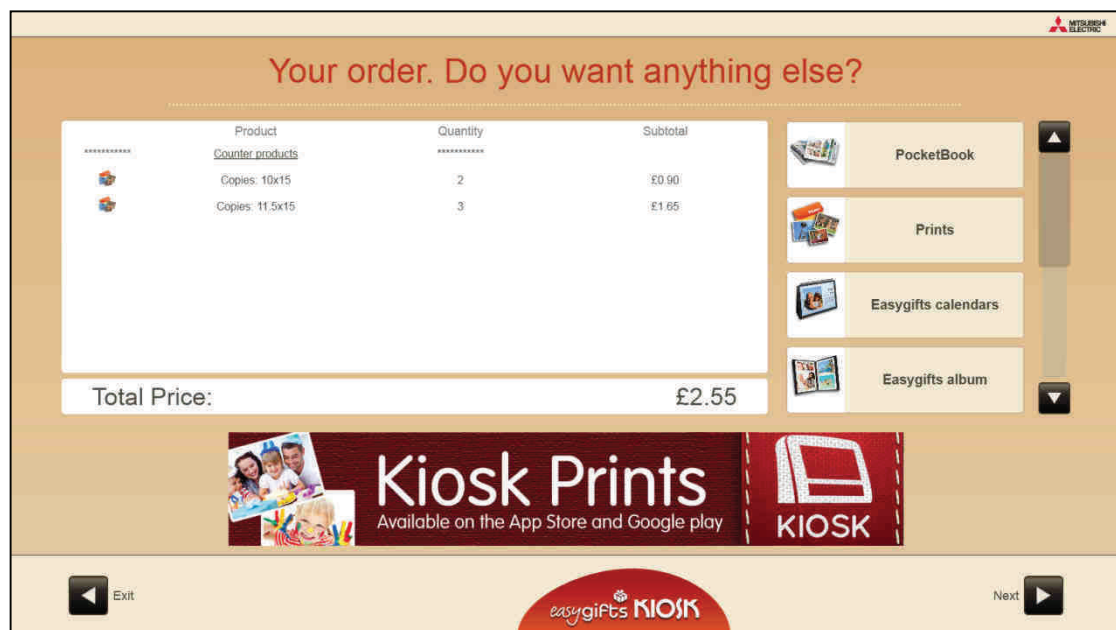 MITSUBISHI
ELECTRIC
Your order. Do you want anything else?
Product Quantity Subtotal
*********** Counter products ***********
Copies: 10x15 2 £0.90
Copies: 11.5x15 3 £1.65
Total Price: £2.55
PocketBook
Prints
Easygifts calendars
Easygifts album
Kiosk Prints
Available on the App Store and Google play
KIOSK
Exit
easygifts KIOSK
Next